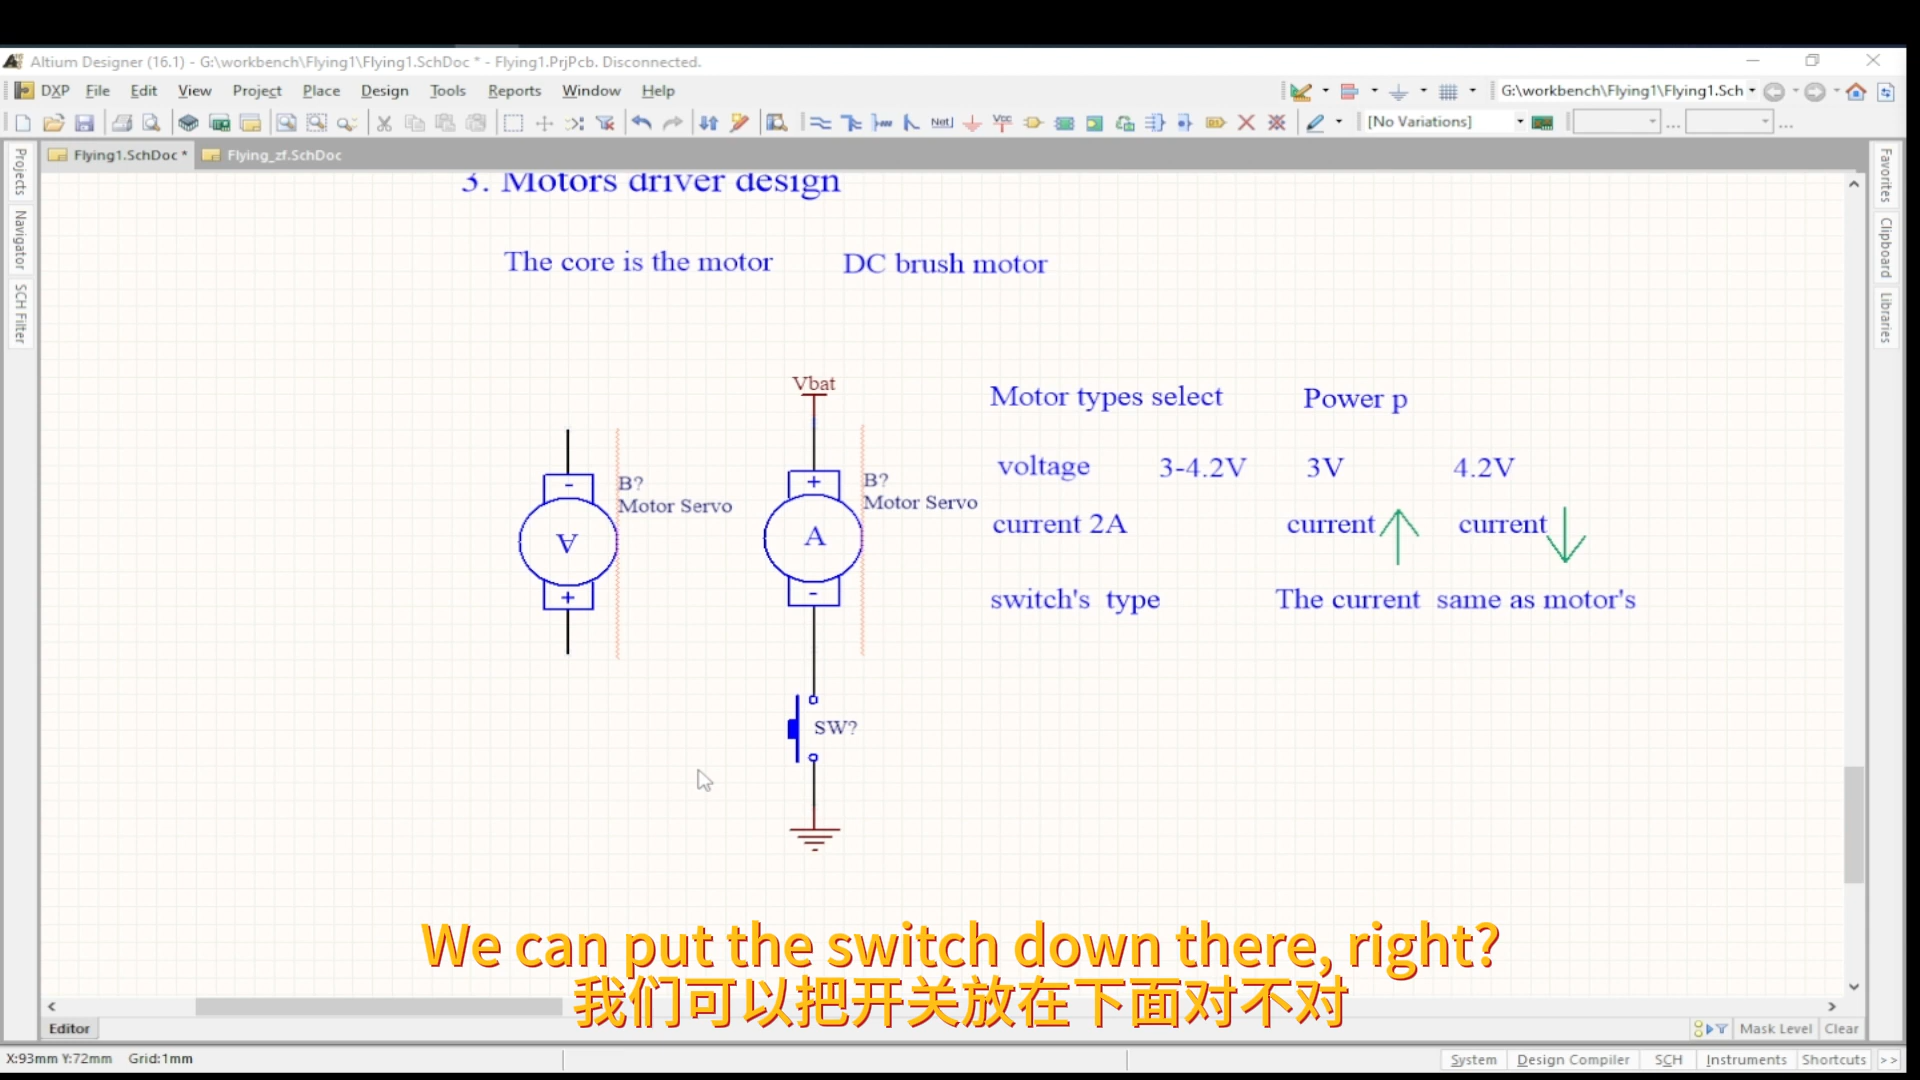 Altium Designer (16.1) - G:\workbench\Flying1\Flying1.SchDoc * - Flying1.PrjPcb. Disconnected.
DXP File Edit View Project Place Design Tools Reports Window Help G:\workbench\Flying1\Flying1.Sch
Net Vcc D1 [No Variations] ... ...
Flying1.SchDoc * Flying_zf.SchDoc
Projects
Navigator
SCH Filter
Favorites
Clipboard
Libraries
3. Motors driver design
The core is the motor DC brush motor
Vbat
Motor types select Power p
voltage 3-4.2V 3V 4.2V
current 2A current current
switch's type The current same as motor's
- B?
Motor Servo
A
+
+ B?
Motor Servo
A
-
SW?
We can put the switch down there, right?
我们可以把开关放在下面对不对
Editor Mask Level Clear
X:93mm Y:72mm Grid:1mm System Design Compiler SCH Instruments Shortcuts >>